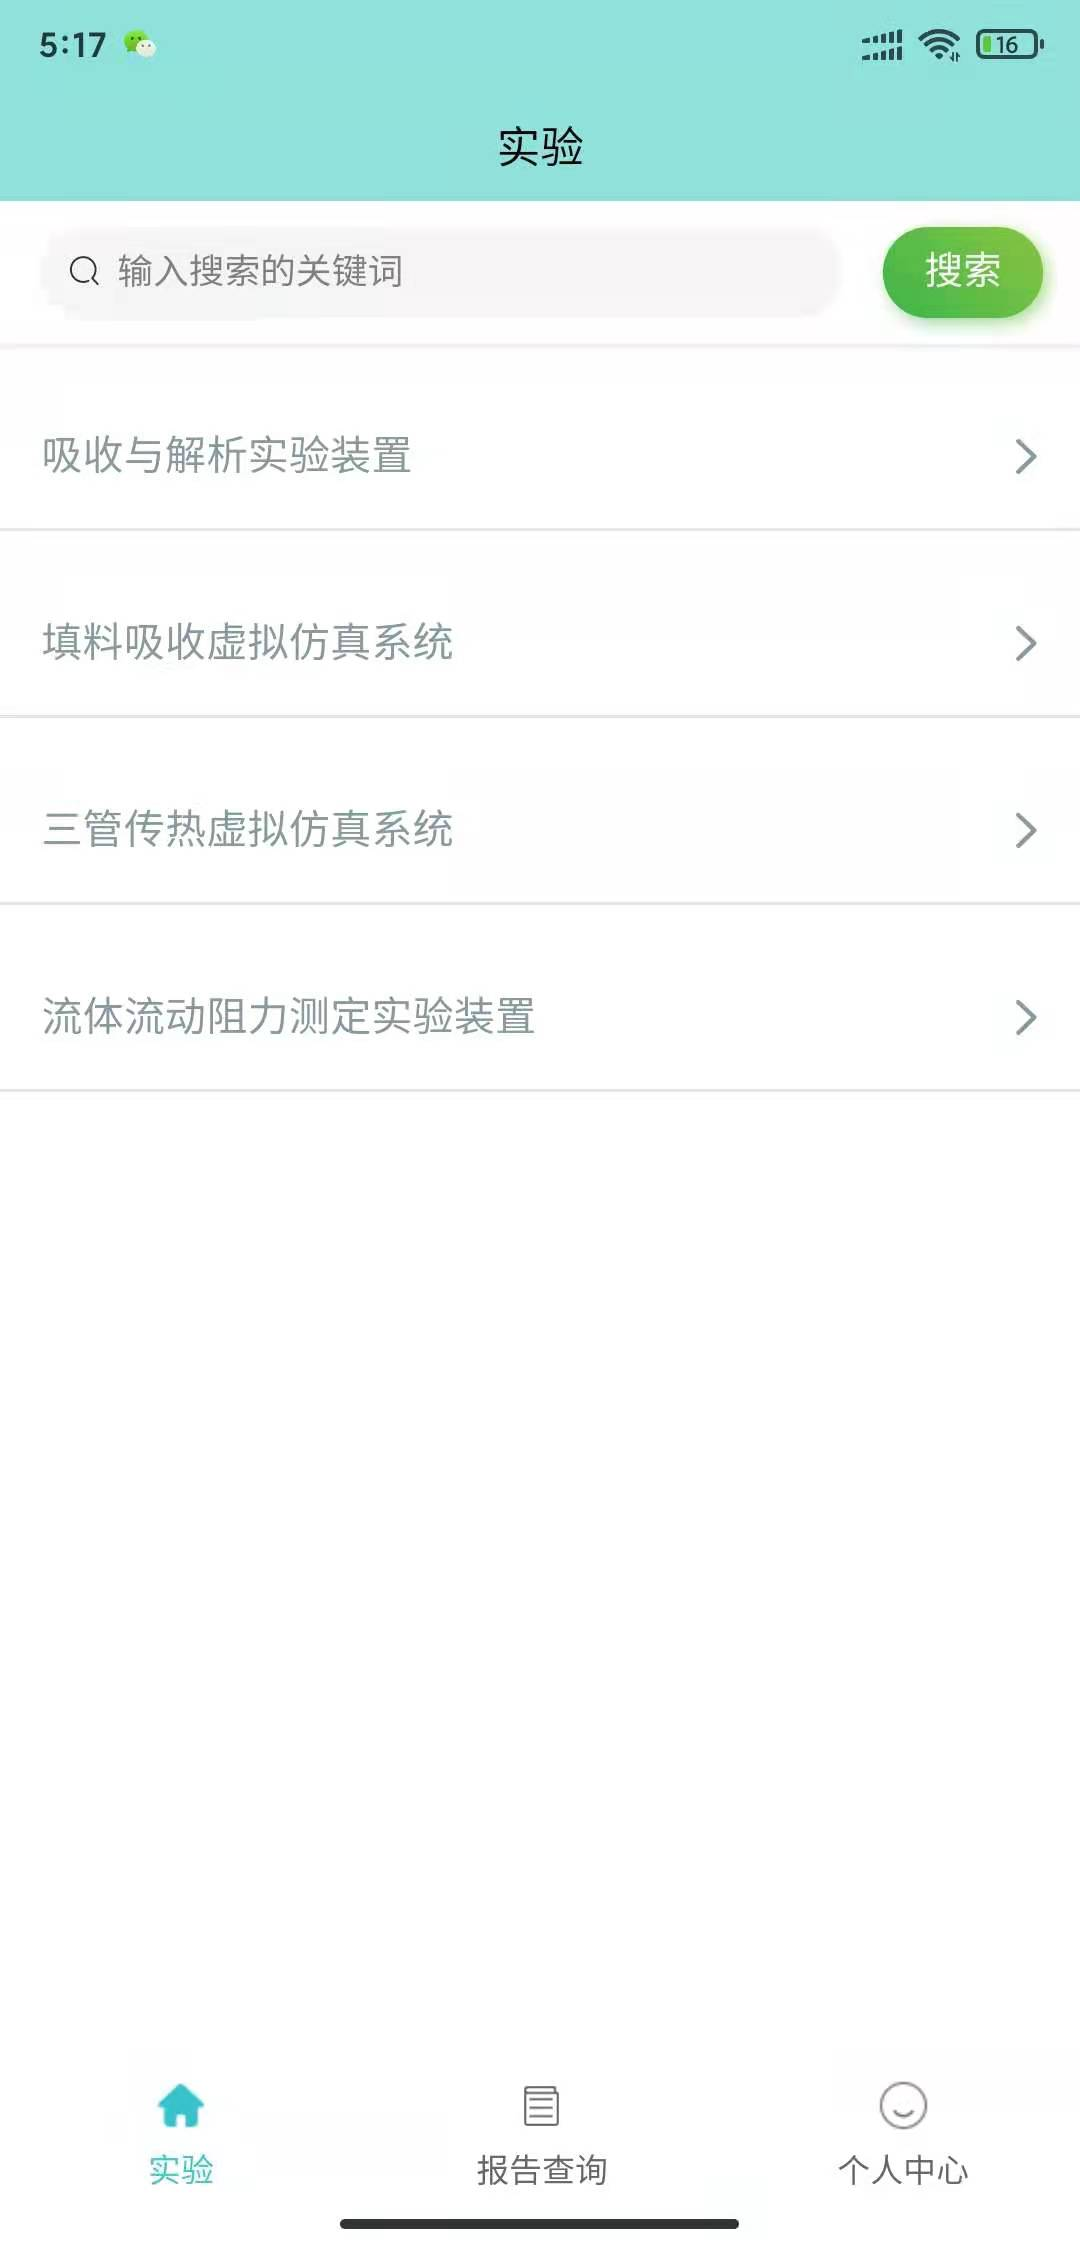 5:17
16
实验
输入搜索的关键词
搜索
吸收与解析实验装置
填料吸收虚拟仿真系统
三管传热虚拟仿真系统
流体流动阻力测定实验装置
实验
报告查询
个人中心